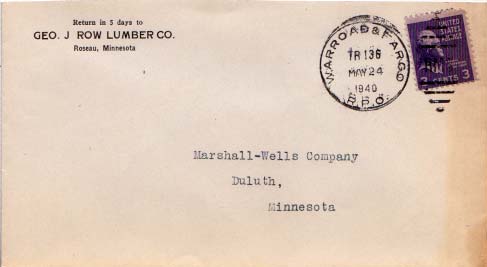 Return in 5 days to
GEO. J ROW LUMBER CO.
Roseau, Minnesota
WARROAD & FARGO
TR 136
MAY 24
1940
R.P.O.
UNITED
STATES
POSTAGE
3 CENTS 3
Marshall-Wells Company
Duluth,
Minnesota